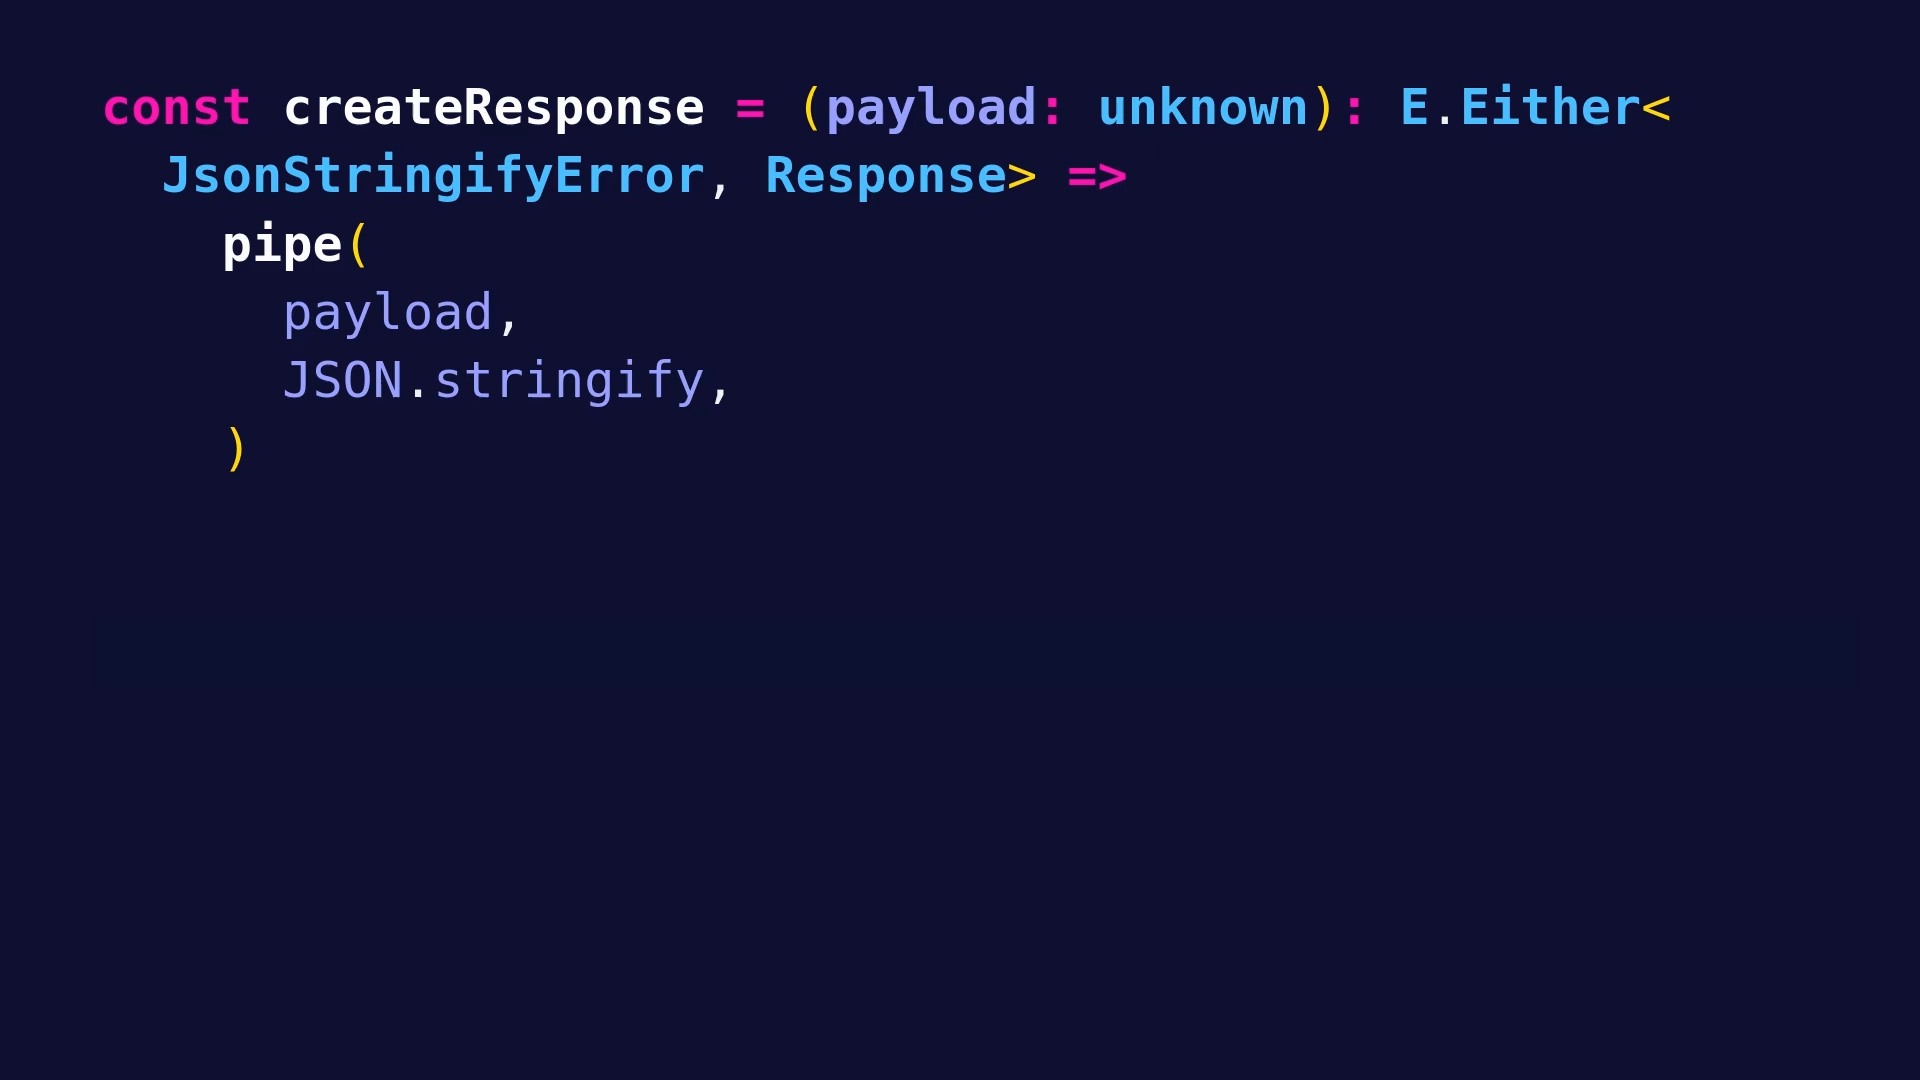 const createResponse = (payload: unknown): E.Either<
  JsonStringifyError, Response> =>
    pipe(
      payload,
      JSON.stringify,
    )